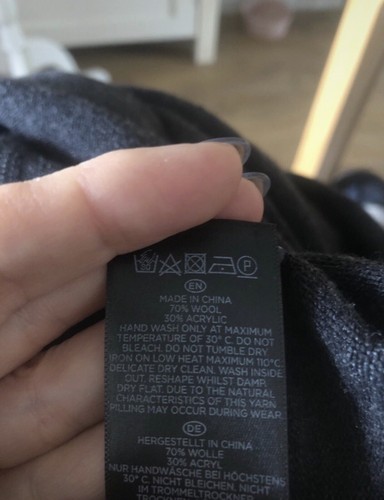 EN
MADE IN CHINA
70% WOOL
30% ACRYLIC
HAND WASH ONLY AT MAXIMUM
TEMPERATURE OF 30° C. DO NOT
BLEACH. DO NOT TUMBLE DRY.
IRON ON LOW HEAT MAXIMUM 110°C.
DELICATE DRY CLEAN. WASH INSIDE
OUT. RESHAPE WHILST DAMP.
DRY FLAT. DUE TO THE NATURAL
CHARACTERISTICS OF THIS YARN
PILLING MAY OCCUR DURING WEAR.
DE
HERGESTELLT IN CHINA
70% WOLLE
30% ACRYL
NUR HANDWÄSCHE BEI HÖCHSTENS
30° C. NICHT BLEICHEN. NICHT
IM TROMMELTROCKNER